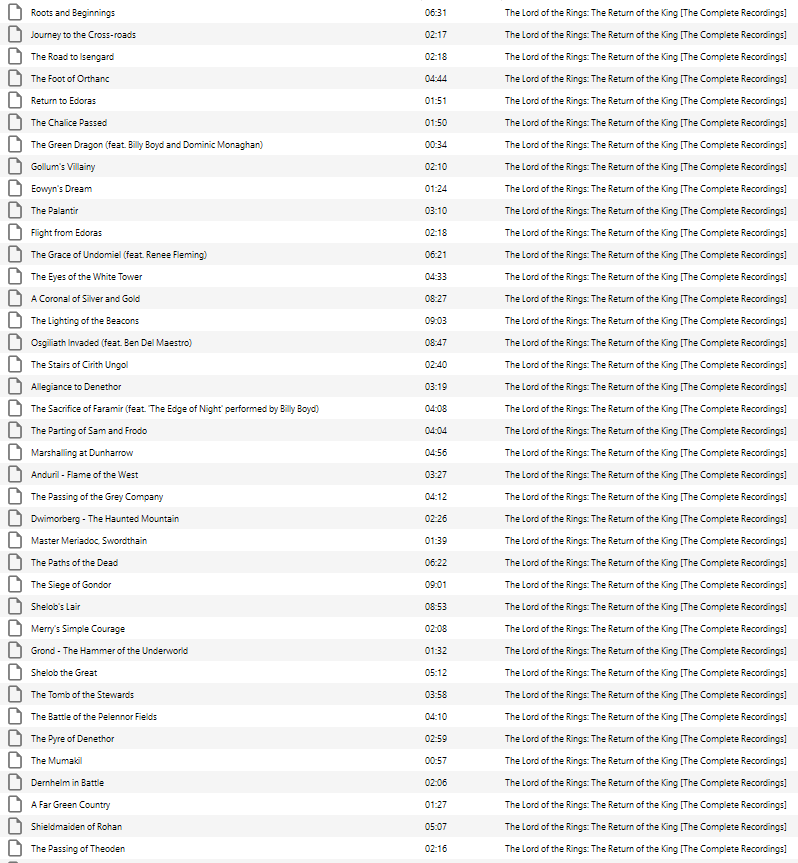 Roots and Beginnings 06:31 The Lord of the Rings: The Return of the King [The Complete Recordings]
Journey to the Cross-roads 02:17 The Lord of the Rings: The Return of the King [The Complete Recordings]
The Road to Isengard 02:18 The Lord of the Rings: The Return of the King [The Complete Recordings]
The Foot of Orthanc 04:44 The Lord of the Rings: The Return of the King [The Complete Recordings]
Return to Edoras 01:51 The Lord of the Rings: The Return of the King [The Complete Recordings]
The Chalice Passed 01:50 The Lord of the Rings: The Return of the King [The Complete Recordings]
The Green Dragon (feat. Billy Boyd and Dominic Monaghan) 00:34 The Lord of the Rings: The Return of the King [The Complete Recordings]
Gollum's Villainy 02:10 The Lord of the Rings: The Return of the King [The Complete Recordings]
Eowyn's Dream 01:24 The Lord of the Rings: The Return of the King [The Complete Recordings]
The Palantir 03:10 The Lord of the Rings: The Return of the King [The Complete Recordings]
Flight from Edoras 02:18 The Lord of the Rings: The Return of the King [The Complete Recordings]
The Grace of Undomiel (feat. Renee Fleming) 06:21 The Lord of the Rings: The Return of the King [The Complete Recordings]
The Eyes of the White Tower 04:33 The Lord of the Rings: The Return of the King [The Complete Recordings]
A Coronal of Silver and Gold 08:27 The Lord of the Rings: The Return of the King [The Complete Recordings]
The Lighting of the Beacons 09:03 The Lord of the Rings: The Return of the King [The Complete Recordings]
Osgiliath Invaded (feat. Ben Del Maestro) 08:47 The Lord of the Rings: The Return of the King [The Complete Recordings]
The Stairs of Cirith Ungol 02:40 The Lord of the Rings: The Return of the King [The Complete Recordings]
Allegiance to Denethor 03:19 The Lord of the Rings: The Return of the King [The Complete Recordings]
The Sacrifice of Faramir (feat. 'The Edge of Night' performed by Billy Boyd) 04:08 The Lord of the Rings: The Return of the King [The Complete Recordings]
The Parting of Sam and Frodo 04:04 The Lord of the Rings: The Return of the King [The Complete Recordings]
Marshalling at Dunharrow 04:56 The Lord of the Rings: The Return of the King [The Complete Recordings]
Anduril - Flame of the West 03:27 The Lord of the Rings: The Return of the King [The Complete Recordings]
The Passing of the Grey Company 04:12 The Lord of the Rings: The Return of the King [The Complete Recordings]
Dwimorberg - The Haunted Mountain 02:26 The Lord of the Rings: The Return of the King [The Complete Recordings]
Master Meriadoc, Swordthain 01:39 The Lord of the Rings: The Return of the King [The Complete Recordings]
The Paths of the Dead 06:22 The Lord of the Rings: The Return of the King [The Complete Recordings]
The Siege of Gondor 09:01 The Lord of the Rings: The Return of the King [The Complete Recordings]
Shelob's Lair 08:53 The Lord of the Rings: The Return of the King [The Complete Recordings]
Merry's Simple Courage 02:08 The Lord of the Rings: The Return of the King [The Complete Recordings]
Grond - The Hammer of the Underworld 01:32 The Lord of the Rings: The Return of the King [The Complete Recordings]
Shelob the Great 05:12 The Lord of the Rings: The Return of the King [The Complete Recordings]
The Tomb of the Stewards 03:58 The Lord of the Rings: The Return of the King [The Complete Recordings]
The Battle of the Pelennor Fields 04:10 The Lord of the Rings: The Return of the King [The Complete Recordings]
The Pyre of Denethor 02:59 The Lord of the Rings: The Return of the King [The Complete Recordings]
The Mumakil 00:57 The Lord of the Rings: The Return of the King [The Complete Recordings]
Dernhelm in Battle 02:06 The Lord of the Rings: The Return of the King [The Complete Recordings]
A Far Green Country 01:27 The Lord of the Rings: The Return of the King [The Complete Recordings]
Shieldmaiden of Rohan 05:07 The Lord of the Rings: The Return of the King [The Complete Recordings]
The Passing of Theoden 02:16 The Lord of the Rings: The Return of the King [The Complete Recordings]